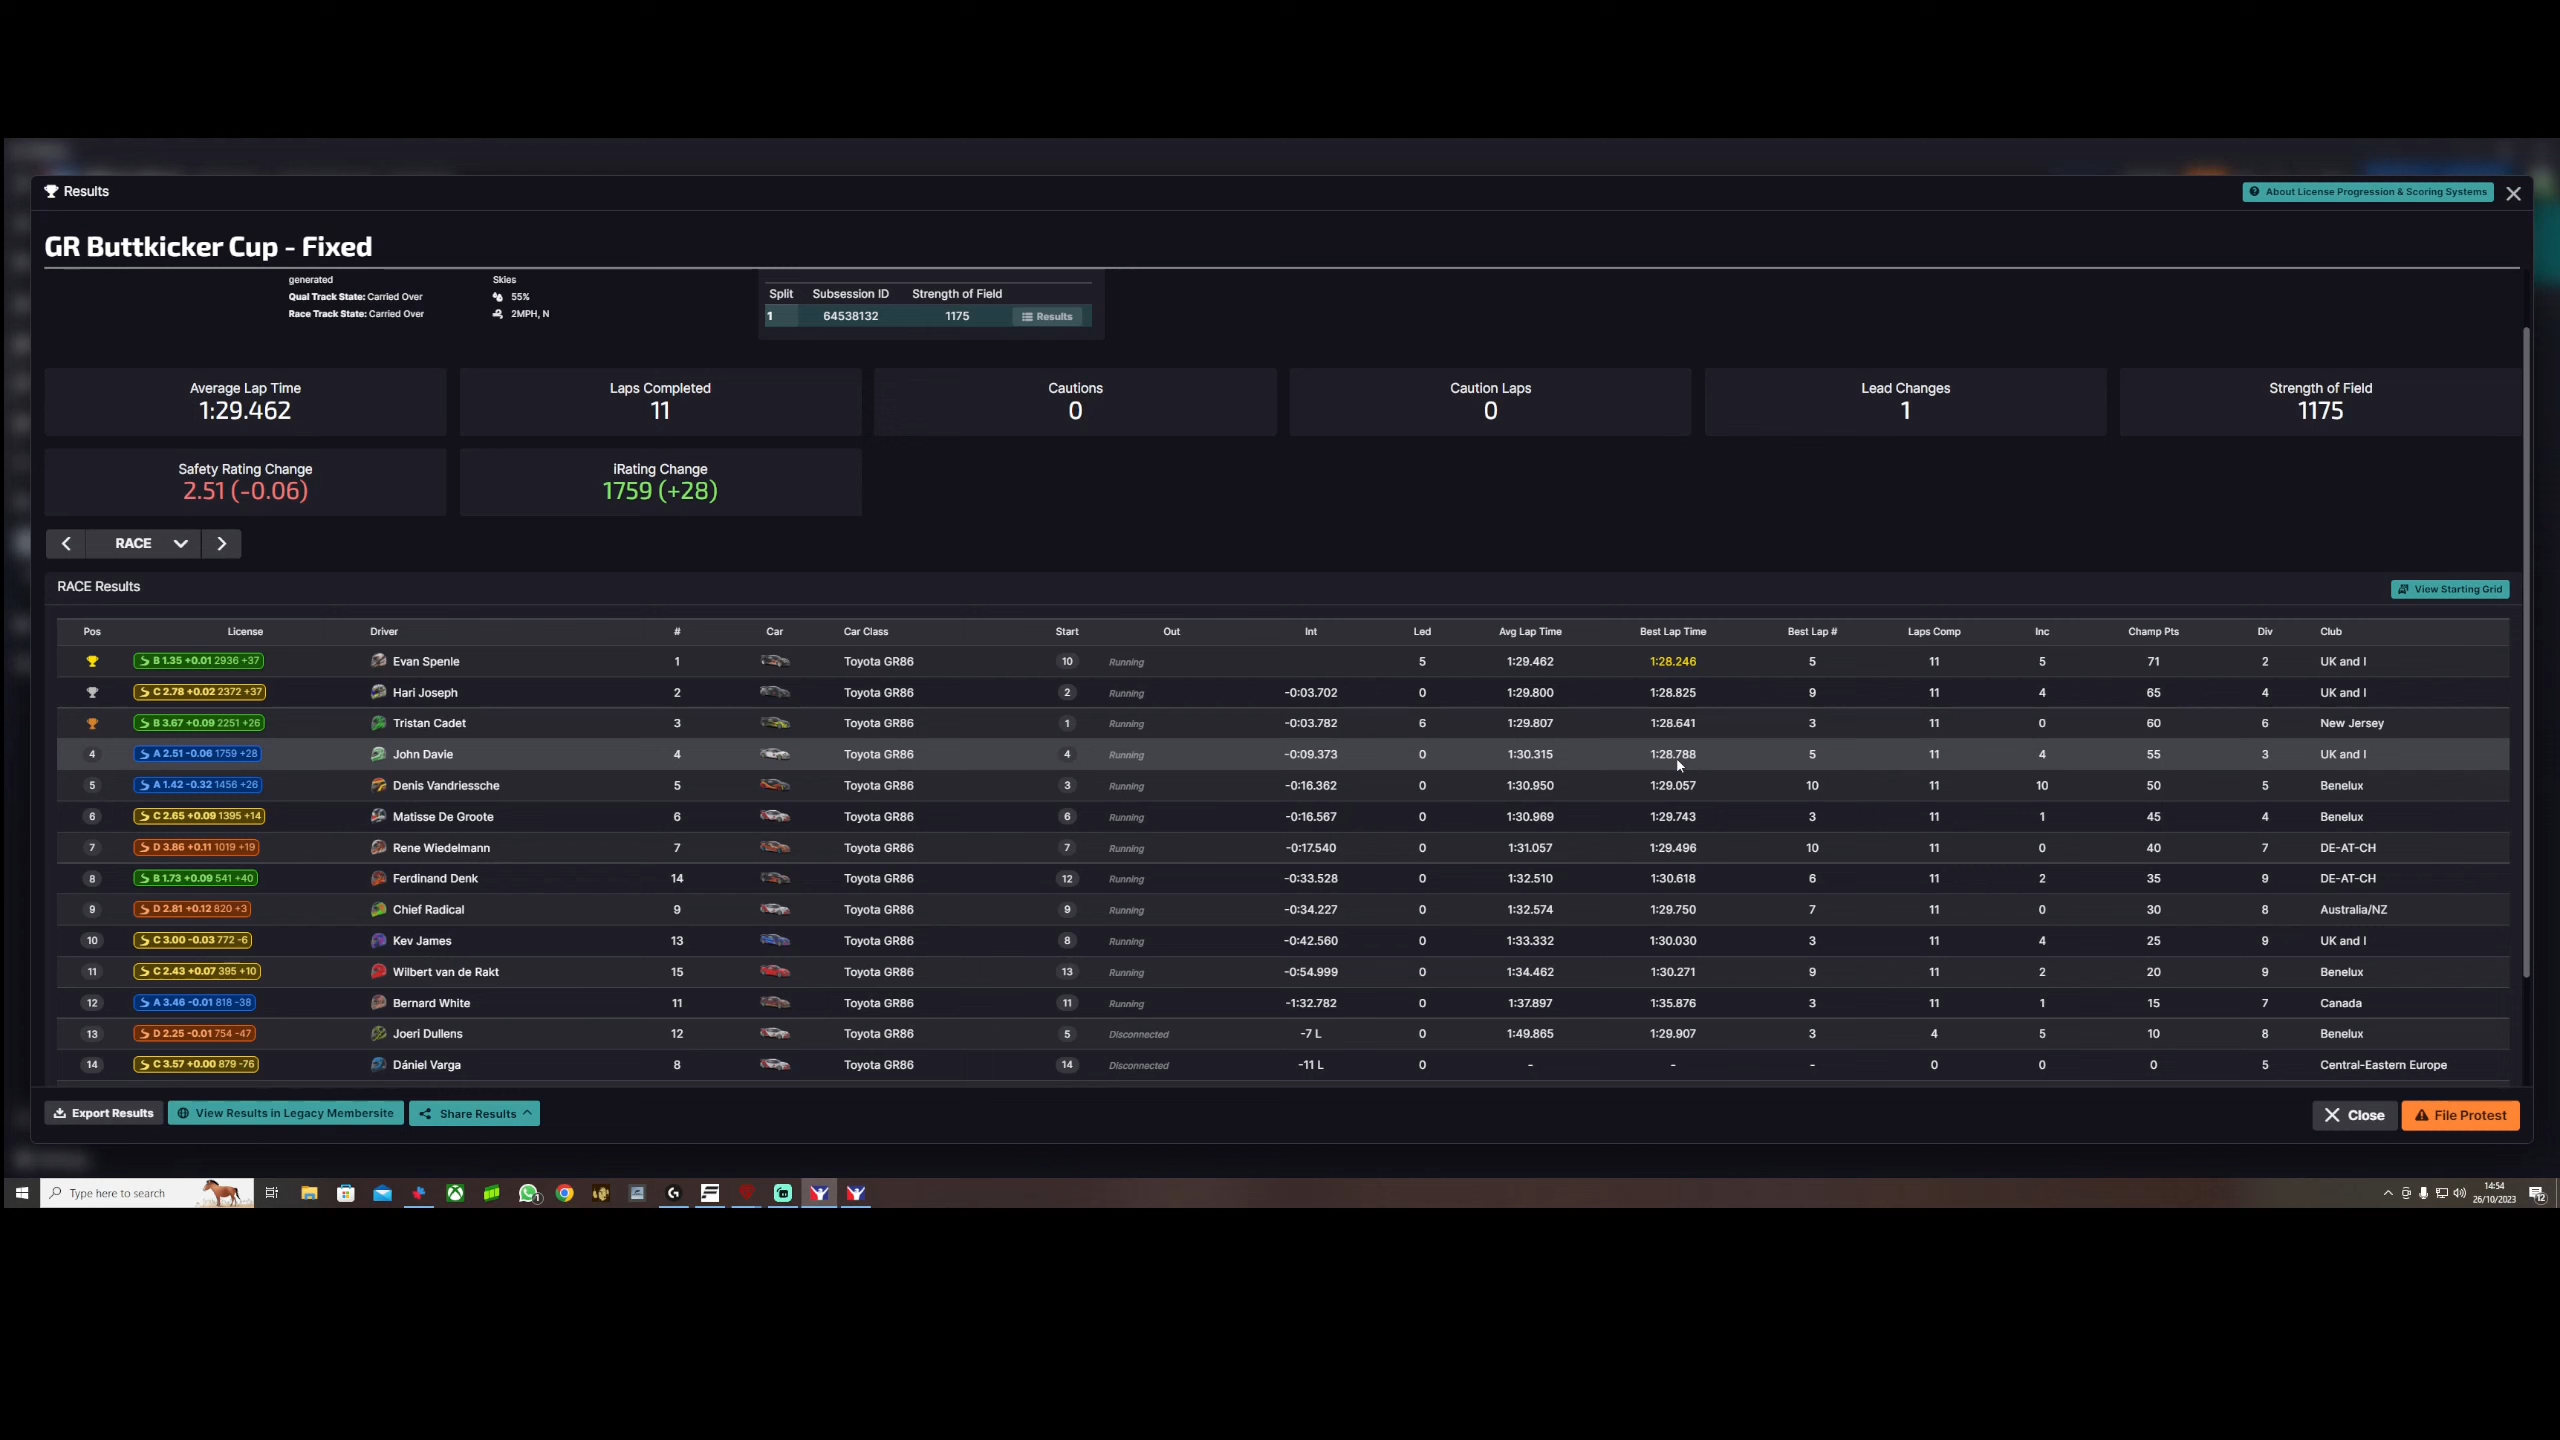 Results
About License Progression & Scoring Systems
GR Buttkicker Cup - Fixed
generated
Skies
Qual Track State: Carried Over
55%
Race Track State: Carried Over
2MPH, N
Split Subsession ID Strength of Field
1 64538132 1175 Results
Average Lap Time
1:29.462
Laps Completed
11
Cautions
0
Caution Laps
0
Lead Changes
1
Strength of Field
1175
Safety Rating Change
2.51 (-0.06)
iRating Change
1759 (+28)
RACE
RACE Results
View Starting Grid
Pos License Driver # Car Car Class Start Out Int Led Avg Lap Time Best Lap Time Best Lap # Laps Comp Inc Champ Pts Div Club
B 1.35 +0.01 2936 +37 Evan Spenle 1 Toyota GR86 10 Running 5 1:29.462 1:28.246 5 11 5 71 2 UK and I
C 2.78 +0.02 2372 +37 Hari Joseph 2 Toyota GR86 2 Running -0:03.702 0 1:29.800 1:28.825 9 11 4 65 4 UK and I
B 3.67 +0.09 2251 +26 Tristan Cadet 3 Toyota GR86 1 Running -0:03.782 6 1:29.807 1:28.641 3 11 0 60 6 New Jersey
4 A 2.51 -0.06 1759 +28 John Davie 4 Toyota GR86 4 Running -0:09.373 0 1:30.315 1:28.788 5 11 4 55 3 UK and I
5 A 1.42 -0.32 1456 +26 Denis Vandriessche 5 Toyota GR86 3 Running -0:16.362 0 1:30.950 1:29.057 10 11 10 50 5 Benelux
6 C 2.65 +0.09 1395 +14 Matisse De Groote 6 Toyota GR86 6 Running -0:16.567 0 1:30.969 1:29.743 3 11 1 45 4 Benelux
7 D 3.86 +0.11 1019 +19 Rene Wiedelmann 7 Toyota GR86 7 Running -0:17.540 0 1:31.057 1:29.496 10 11 0 40 7 DE-AT-CH
8 B 1.73 +0.09 541 +40 Ferdinand Denk 14 Toyota GR86 12 Running -0:33.528 0 1:32.510 1:30.618 6 11 2 35 9 DE-AT-CH
9 D 2.81 +0.12 820 +3 Chief Radical 9 Toyota GR86 9 Running -0:34.227 0 1:32.574 1:29.750 7 11 0 30 8 Australia/NZ
10 C 3.00 -0.03 772 -6 Kev James 13 Toyota GR86 8 Running -0:42.560 0 1:33.332 1:30.030 3 11 4 25 9 UK and I
11 C 2.43 +0.07 395 +10 Wilbert van de Rakt 15 Toyota GR86 13 Running -0:54.999 0 1:34.462 1:30.271 9 11 2 20 9 Benelux
12 A 3.46 -0.01 818 -38 Bernard White 11 Toyota GR86 11 Running -1:32.782 0 1:37.897 1:35.876 3 11 1 15 7 Canada
13 D 2.25 -0.01 754 -47 Joeri Dullens 12 Toyota GR86 5 Disconnected -7 L 0 1:49.865 1:29.907 3 4 5 10 8 Benelux
14 C 3.57 +0.00 879 -76 Dániel Varga 8 Toyota GR86 14 Disconnected -11 L 0 - - - 0 0 0 5 Central-Eastern Europe
Export Results View Results in Legacy Membersite Share Results
Close File Protest
Type here to search
14:54
26/10/2023